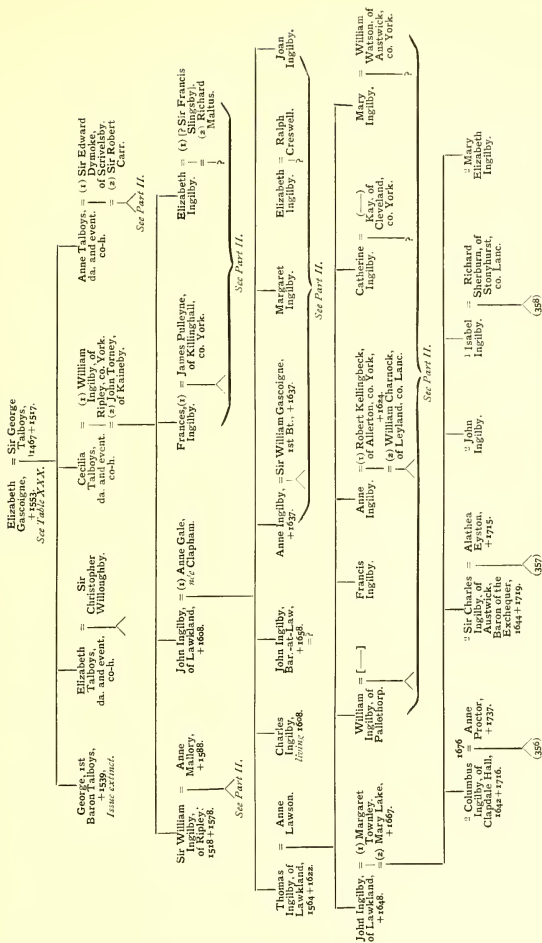 Elizabeth = Sir George
Gascoigne, Talboys,
+1553. 1467+1517.
See Table XXX.
George, 1st
Baron Talboys,
+1539.
Issue extinct.
Elizabeth = Sir
Talboys, Christopher
da. and event. Willoughby.
co-h.
Cecilia = (1) William
Talboys, Ingilby, of
da. and event. Ripley, co. York.
co-h. = (2) John Torney,
of Kaineby.
Anne Talboys, = (1) Sir Edward
da. and event. Dymoke,
co-h. of Scrivelsby.
= (2) Sir Robert
Carr.
See Part II.
Sir William = Anne
Ingilby, Mallory,
of Ripley. +1588.
1518+1578.
See Part II.
John Ingilby, = (1) Anne Gale,
of Lawkland, née Clapham.
+1608.
Frances, (1) = James Pulleyne,
Ingilby. of Killinghall,
co. York.
Elizabeth = (1) [? Sir Francis
Ingilby. Slingsby].
= (2) Richard
? Maltus.
See Part II.
Thomas = Anne
Ingilby, of Lawson.
Lawkland,
1564+1622.
Charles
Ingilby,
living 1608.
John Ingilby,
Bar.-at-Law,
+1658.
= ?
Anne Ingilby, = Sir William Gascoigne,
+1637. 1st Bt., +1637.
Margaret
Ingilby.
Elizabeth = Ralph
Ingilby. Creswell.
?
Joan
Ingilby.
See Part II.
John Ingilby, = (1) Margaret
of Lawkland, Townley.
+1648. = (2) Mary Lake,
+1667.
William = [—]
Ingilby, of
Pallethorp.
Francis
Ingilby.
Anne = (1) Robert Kellingbeck,
Ingilby. of Allerton, co. York,
+1624.
= (2) William Charnock,
of Leyland, co. Lanc.
Catherine = (—)
Ingilby. Kay, of
Cleveland,
? co. York.
Mary = William
Ingilby. Watson, of
Austwick,
? co. York.
See Part II.
1676
2 Columbus = Anne
Ingilby, of Proctor,
Clapdale Hall, +1737.
1642+1716.
(356)
2 Sir Charles = Alathea
Ingilby, of Eyston,
Austwick, +1715.
Baron of the
Exchequer,
1644+1719.
(357)
2 John
Ingilby.
1 Isabel = Richard
Ingilby. Sherburn, of
Stonyhurst,
co. Lanc.
(358)
2 Mary
Elizabeth
Ingilby.